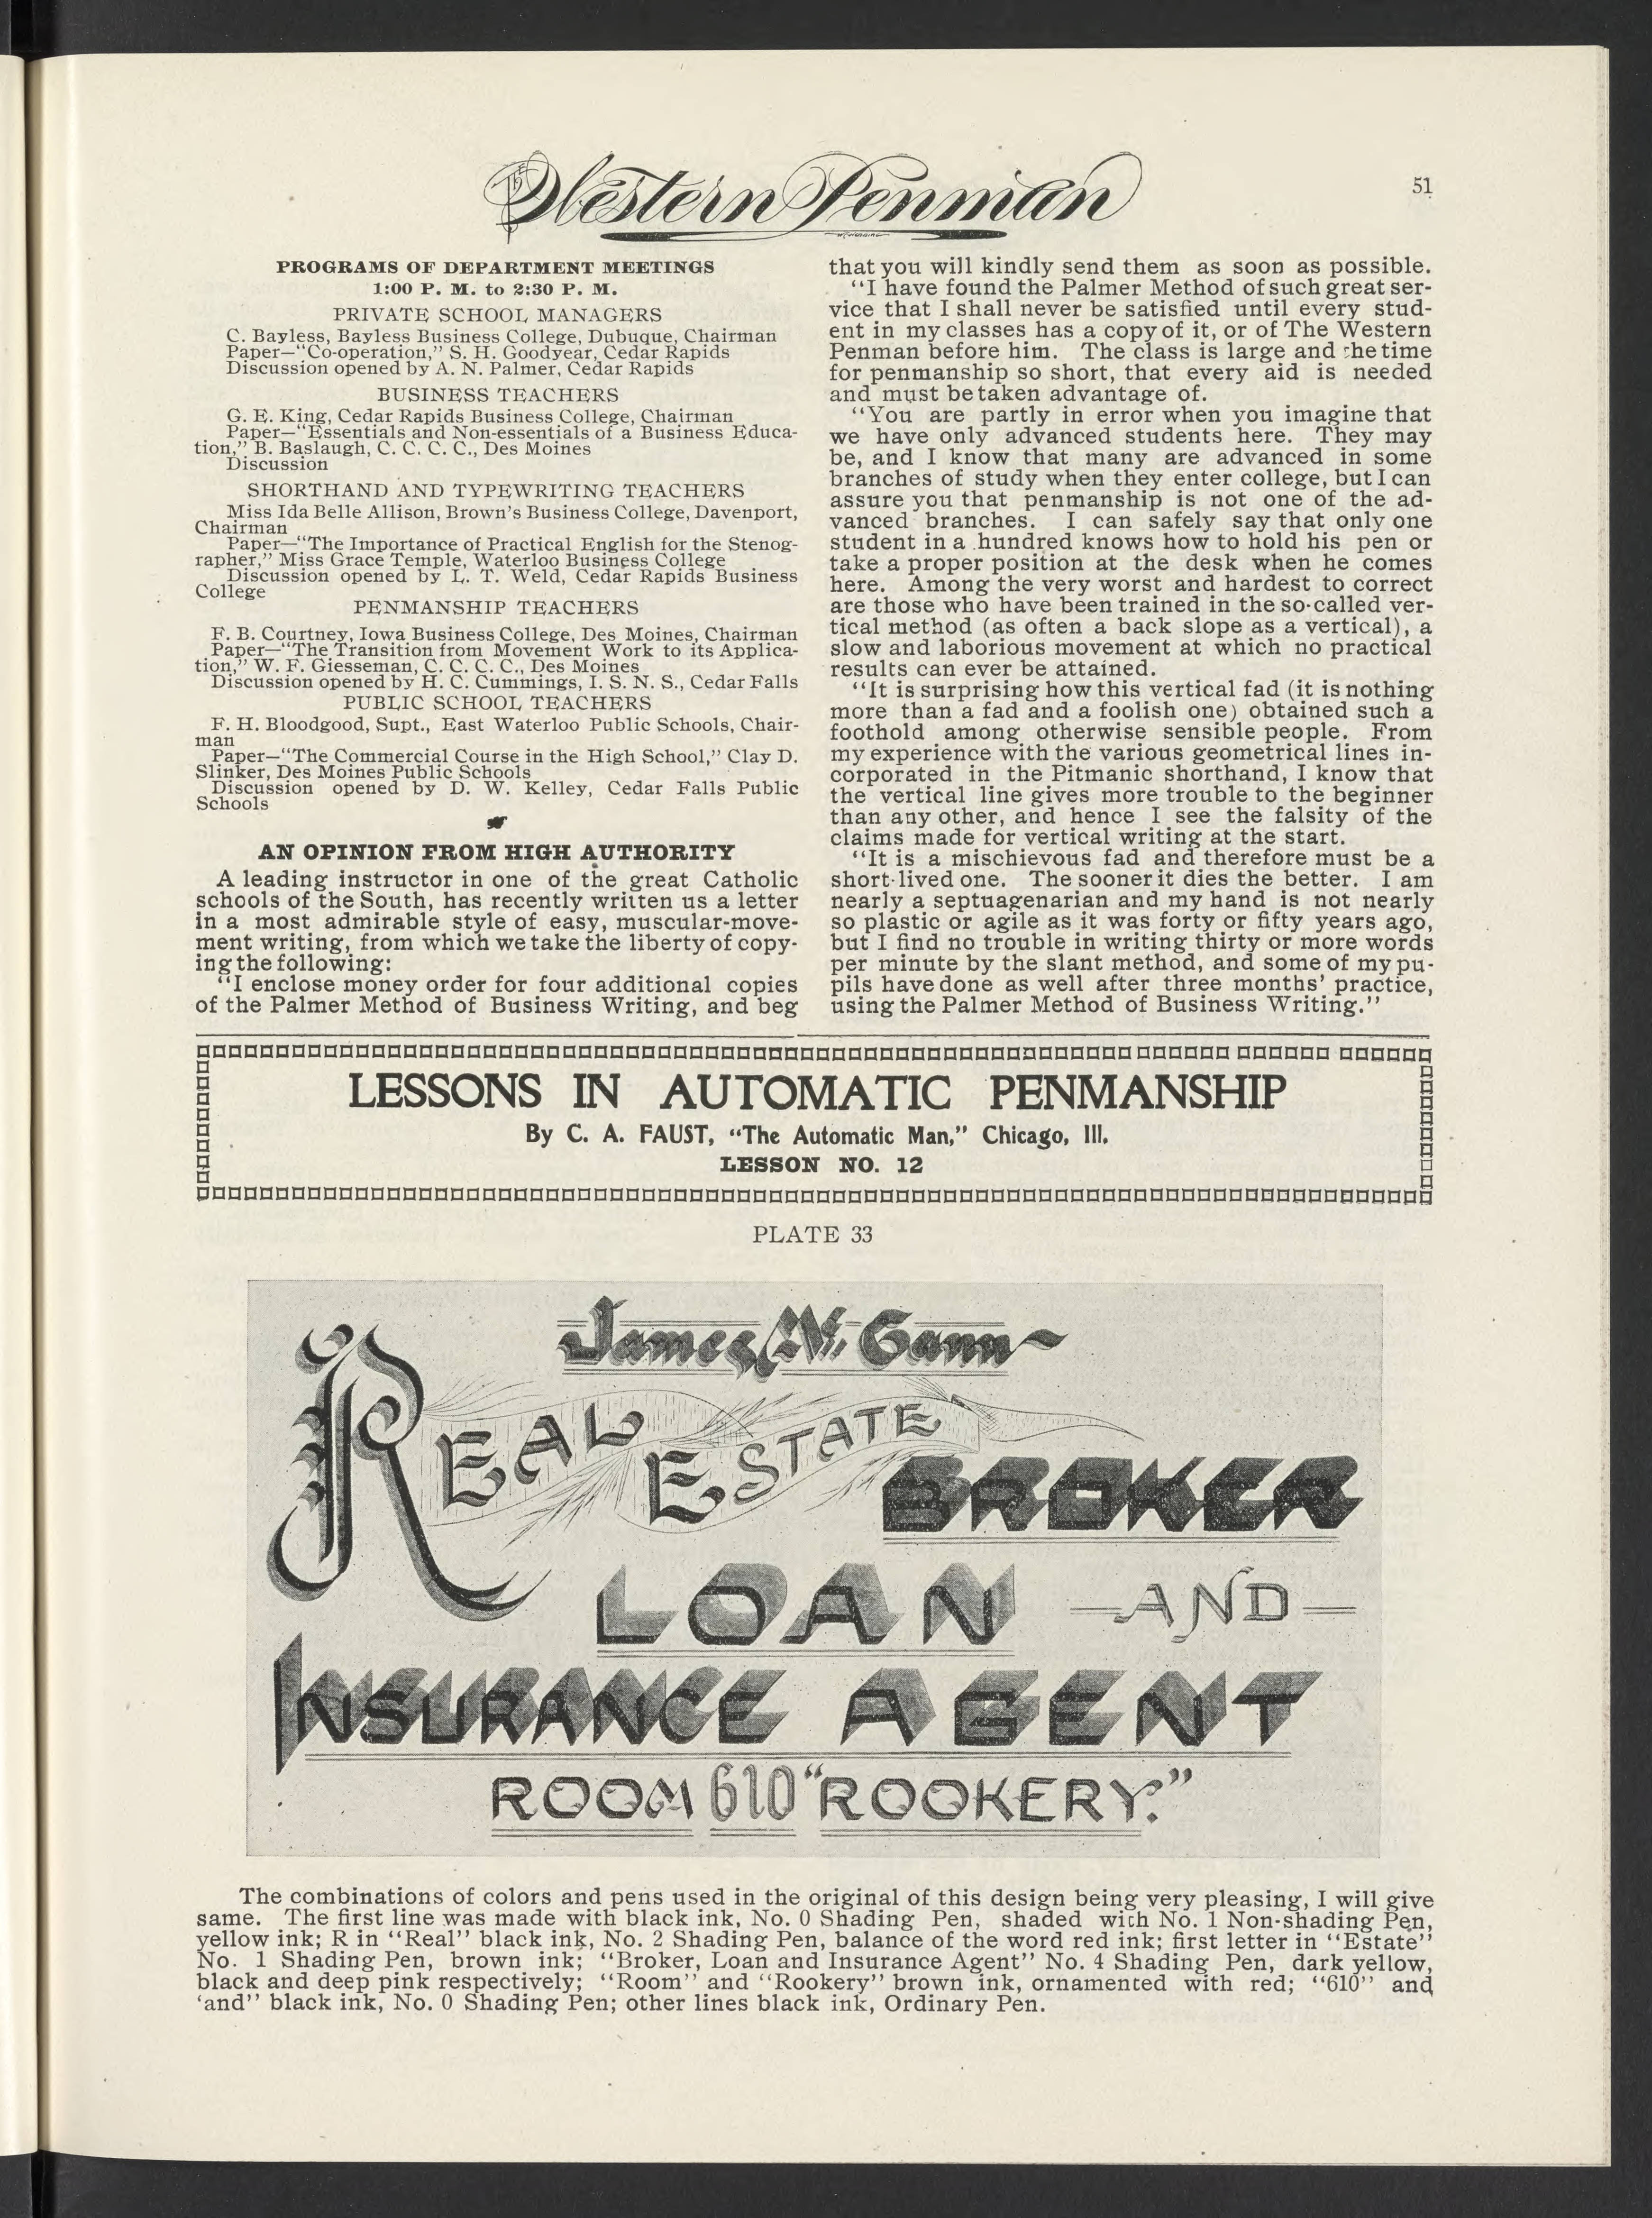 The Western Penman
51
PROGRAMS OF DEPARTMENT MEETINGS
1:00 P. M. to 2:30 P. M.
PRIVATE SCHOOL MANAGERS
C. Bayless, Bayless Business College, Dubuque, Chairman
Paper—"Co-operation," S. H. Goodyear, Cedar Rapids
Discussion opened by A. N. Palmer, Cedar Rapids
BUSINESS TEACHERS
G. E. King, Cedar Rapids Business College, Chairman
Paper—"Essentials and Non-essentials of a Business Educa-
tion," B. Baslaugh, C. C. C. C., Des Moines
Discussion
SHORTHAND AND TYPEWRITING TEACHERS
Miss Ida Belle Allison, Brown's Business College, Davenport,
Chairman
Paper—"The Importance of Practical English for the Stenog-
rapher," Miss Grace Temple, Waterloo Business College
Discussion opened by L. T. Weld, Cedar Rapids Business
College
PENMANSHIP TEACHERS
F. B. Courtney, Iowa Business College, Des Moines, Chairman
Paper—"The Transition from Movement Work to its Applica-
tion," W. F. Giesseman, C. C. C. C., Des Moines
Discussion opened by H. C. Cummings, I. S. N. S., Cedar Falls
PUBLIC SCHOOL TEACHERS
F. H. Bloodgood, Supt., East Waterloo Public Schools, Chair-
man
Paper—"The Commercial Course in the High School," Clay D.
Slinker, Des Moines Public Schools
Discussion opened by D. W. Kelley, Cedar Falls Public
Schools
AN OPINION FROM HIGH AUTHORITY
A leading instructor in one of the great Catholic
schools of the South, has recently written us a letter
in a most admirable style of easy, muscular-move-
ment writing, from which we take the liberty of copy-
ing the following:
"I enclose money order for four additional copies
of the Palmer Method of Business Writing, and beg
that you will kindly send them as soon as possible.
"I have found the Palmer Method of such great ser-
vice that I shall never be satisfied until every stud-
ent in my classes has a copy of it, or of The Western
Penman before him. The class is large and the time
for penmanship so short, that every aid is needed
and must be taken advantage of.
"You are partly in error when you imagine that
we have only advanced students here. They may
be, and I know that many are advanced in some
branches of study when they enter college, but I can
assure you that penmanship is not one of the ad-
vanced branches. I can safely say that only one
student in a hundred knows how to hold his pen or
take a proper position at the desk when he comes
here. Among the very worst and hardest to correct
are those who have been trained in the so-called ver-
tical method (as often a back slope as a vertical), a
slow and laborious movement at which no practical
results can ever be attained.
"It is surprising how this vertical fad (it is nothing
more than a fad and a foolish one) obtained such a
foothold among otherwise sensible people. From
my experience with the various geometrical lines in-
corporated in the Pitmanic shorthand, I know that
the vertical line gives more trouble to the beginner
than any other, and hence I see the falsity of the
claims made for vertical writing at the start.
"It is a mischievous fad and therefore must be a
short-lived one. The sooner it dies the better. I am
nearly a septuagenarian and my hand is not nearly
so plastic or agile as it was forty or fifty years ago,
but I find no trouble in writing thirty or more words
per minute by the slant method, and some of my pu-
pils have done as well after three months' practice,
using the Palmer Method of Business Writing."
LESSONS IN AUTOMATIC PENMANSHIP
By C. A. FAUST, "The Automatic Man," Chicago, Ill.
LESSON NO. 12
PLATE 33
James Mc. Gann
REAL ESTATE
BROKER
LOAN AND
INSURANCE AGENT
ROOM 610 "ROOKERY."
The combinations of colors and pens used in the original of this design being very pleasing, I will give
same. The first line was made with black ink, No. 0 Shading Pen, shaded with No. 1 Non-shading Pen,
yellow ink; R in "Real" black ink, No. 2 Shading Pen, balance of the word red ink; first letter in "Estate"
No. 1 Shading Pen, brown ink; "Broker, Loan and Insurance Agent" No. 4 Shading Pen, dark yellow,
black and deep pink respectively; "Room" and "Rookery" brown ink, ornamented with red; "610" and
'and" black ink, No. 0 Shading Pen; other lines black ink, Ordinary Pen.